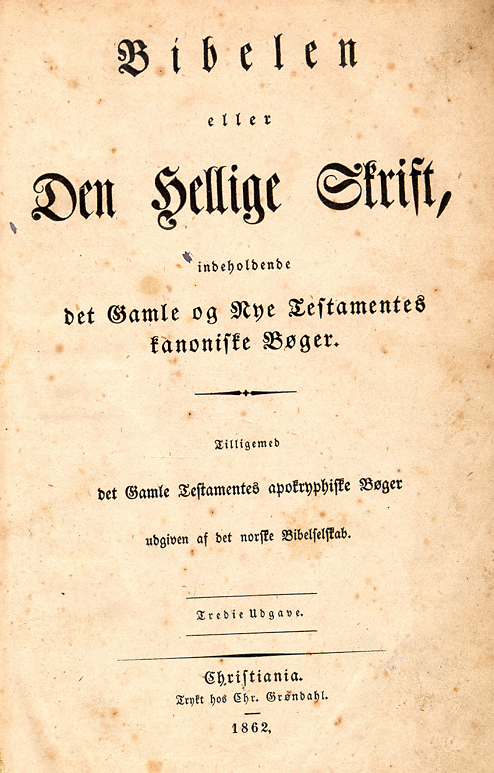 Bibelen
eller
Den Hellige Skrift,
indeholdende
det Gamle og Nye Testamentes
kanoniske Bøger.
Tilligemed
det Gamle Testamentes apokryphiske Bøger
udgiven af det norske Bibelselskab.
Tredie Udgave.
Christiania.
Trykt hos Chr. Grøndahl.
1862,